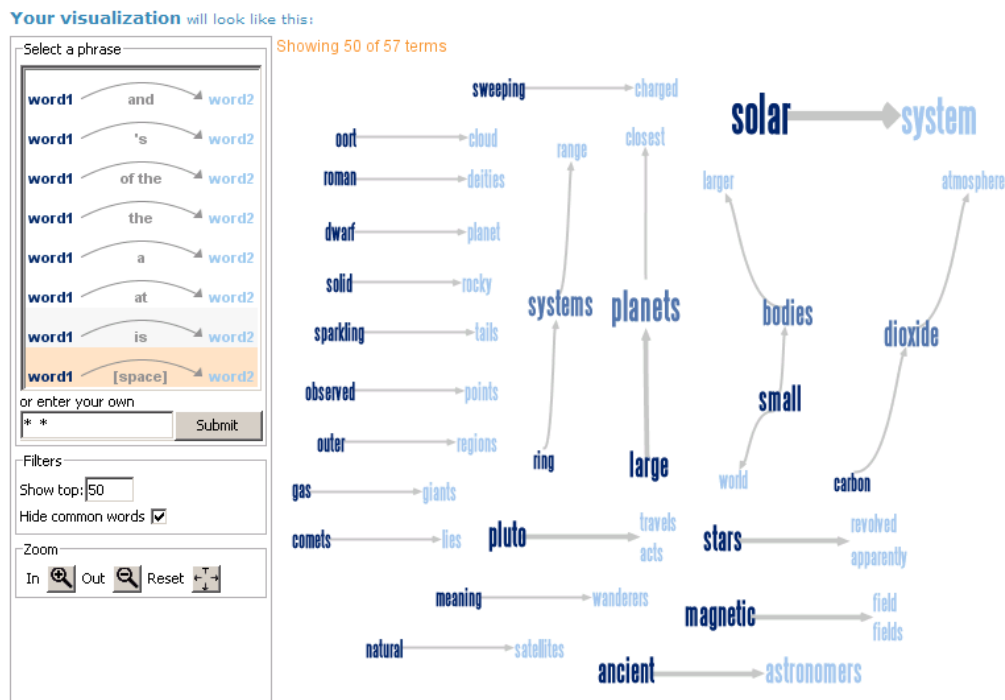 Your visualization will look like this:
Select a phrase
word1 and word2
word1 's word2
word1 of the word2
word1 the word2
word1 a word2
word1 at word2
word1 is word2
word1 [space] word2
or enter your own
* *
Submit
Filters
Show top: 50
Hide common words
Zoom
In Out Reset
Showing 50 of 57 terms
sweeping charged
solar system
oort cloud
range
closest
roman deities
larger
atmosphere
dwarf planet
solid rocky
systems
planets
bodies
sparkling tails
dioxide
observed points
small
outer regions
ring
large
world
carbon
gas giants
comets lies
pluto travels
acts
stars revolved
apparently
meaning wanderers
magnetic field
fields
natural satellites
ancient astronomers